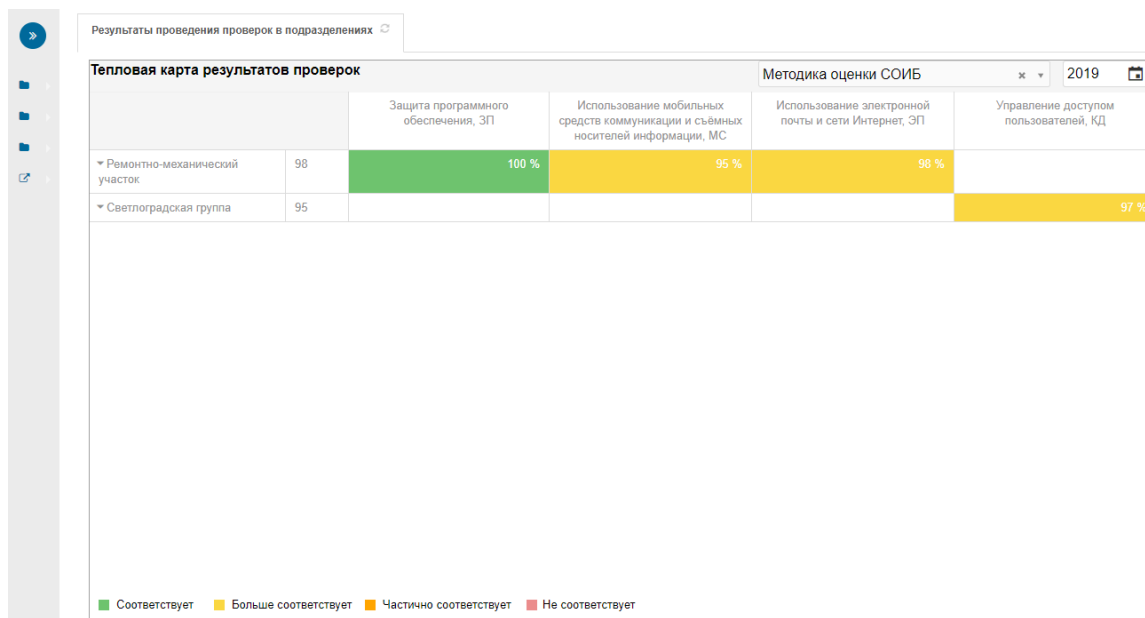 Результаты проведения проверок в подразделениях
Тепловая карта результатов проверок
Методика оценки СОИБ
2019
Защита программного
обеспечения, ЗП
Использование мобильных
средств коммуникации и съёмных
носителей информации, МС
Использование электронной
почты и сети Интернет, ЭП
Управление доступом
пользователей, КД
Ремонтно-механический
участок
98
100 %
95 %
98 %
Светлоградская группа
95
97 %
Соответствует
Больше соответствует
Частично соответствует
Не соответствует